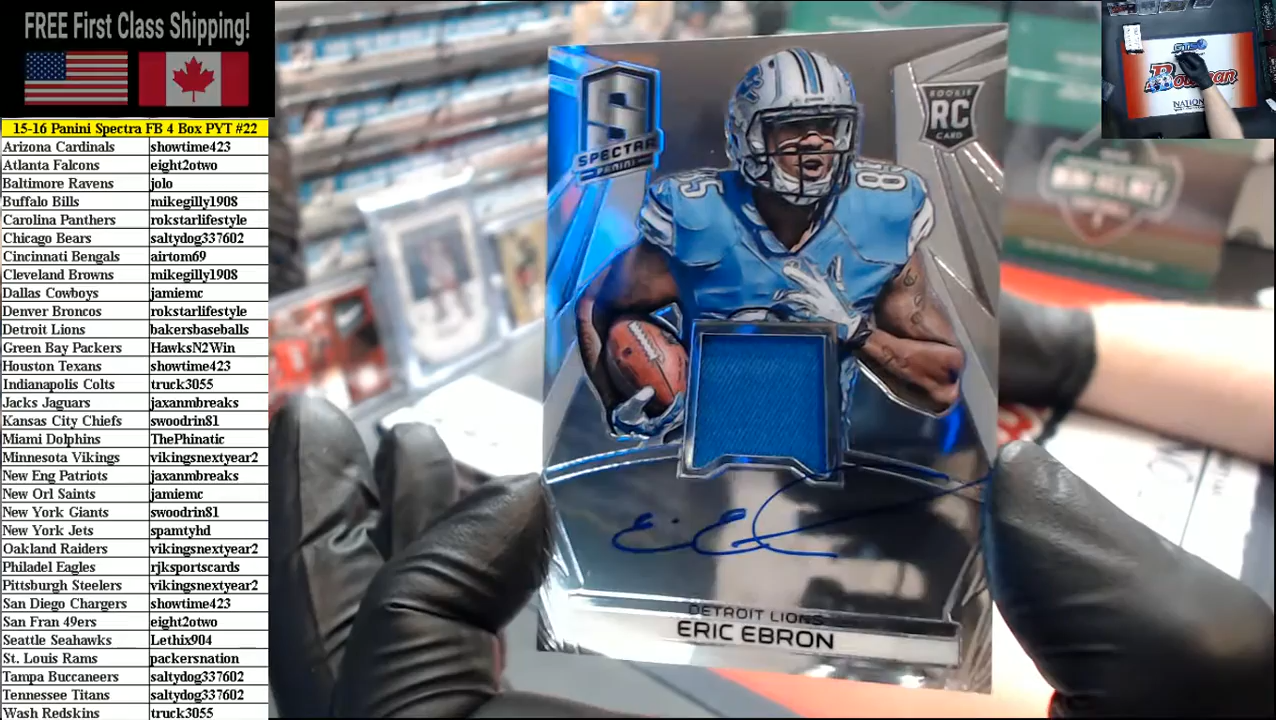 FREE First Class Shipping!
15-16 Panini Spectra FB 4 Box PYT #22
Arizona Cardinals showtime423
Atlanta Falcons eight2otwo
Baltimore Ravens jolo
Buffalo Bills mikegilly1908
Carolina Panthers rokstarlifestyle
Chicago Bears saltydog337602
Cincinnati Bengals airtom69
Cleveland Browns mikegilly1908
Dallas Cowboys jamiemc
Denver Broncos rokstarlifestyle
Detroit Lions bakersbaseballs
Green Bay Packers HawksN2Win
Houston Texans showtime423
Indianapolis Colts truck3055
Jacks Jaguars jaxanmbreaks
Kansas City Chiefs swoodrin81
Miami Dolphins ThePhinatic
Minnesota Vikings vikingsnextyear2
New Eng Patriots jaxanmbreaks
New Orl Saints jamiemc
New York Giants swoodrin81
New York Jets spamtyhd
Oakland Raiders vikingsnextyear2
Philadel Eagles rjksportscards
Pittsburgh Steelers vikingsnextyear2
San Diego Chargers showtime423
San Fran 49ers eight2otwo
Seattle Seahawks Lethix904
St. Louis Rams packersnation
Tampa Buccaneers saltydog337602
Tennessee Titans saltydog337602
Wash Redskins truck3055
S
SPECTRA
PANINI
ROOKIE
RC
CARD
85
85
DETROIT LIONS
ERIC EBRON
MINI HELMET
Bowman
NATION